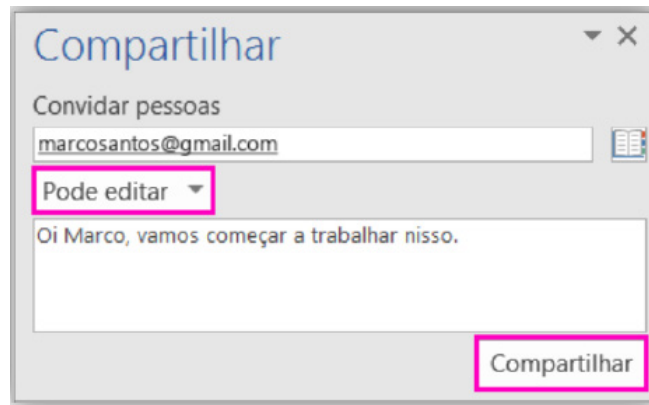 Compartilhar
Convidar pessoas
marcosantos@gmail.com
Pode editar
Oi Marco, vamos começar a trabalhar nisso.
Compartilhar